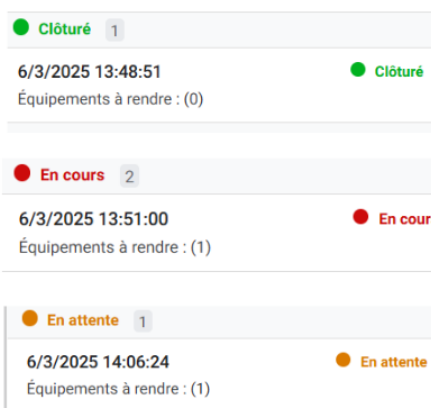 Clôturé 1
6/3/2025 13:48:51 Clôturé
Équipements à rendre : (0)
En cours 2
6/3/2025 13:51:00 En cour
Équipements à rendre : (1)
En attente 1
6/3/2025 14:06:24 En attente
Équipements à rendre : (1)